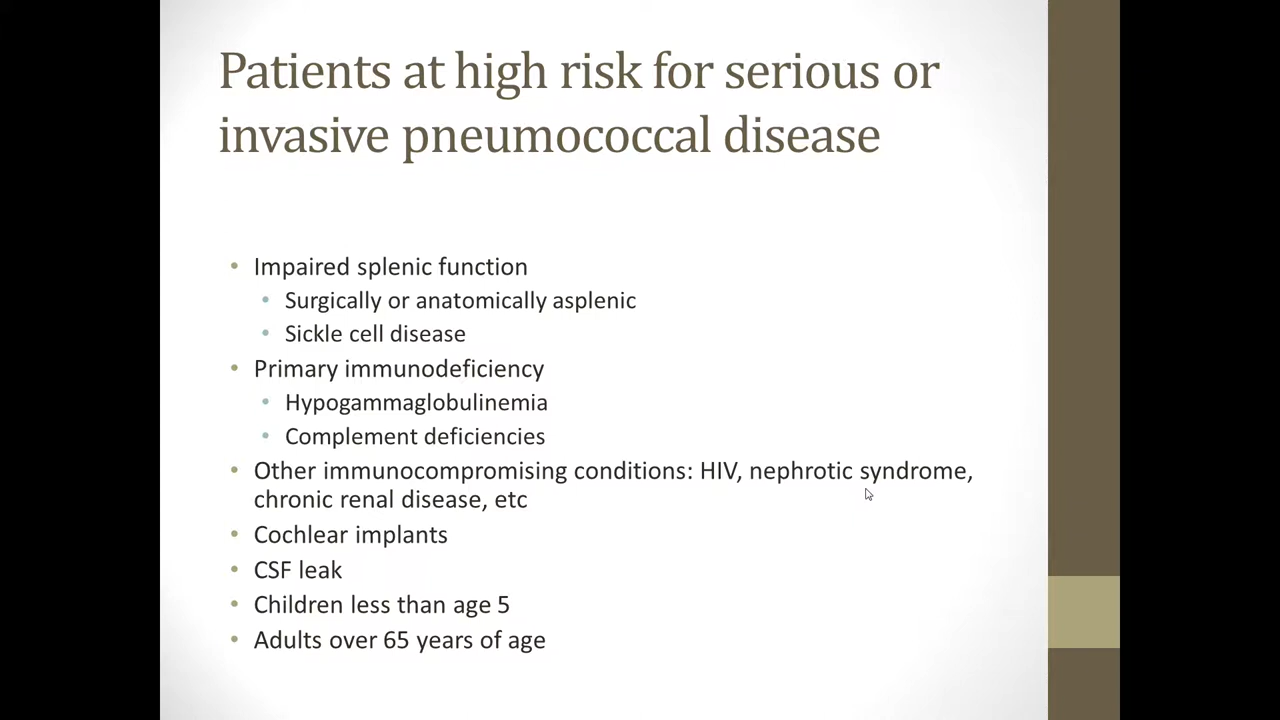 Patients at high risk for serious or
invasive pneumococcal disease
• Impaired splenic function
• Surgically or anatomically asplenic
• Sickle cell disease
• Primary immunodeficiency
• Hypogammaglobulinemia
• Complement deficiencies
• Other immunocompromising conditions: HIV, nephrotic syndrome,
chronic renal disease, etc
• Cochlear implants
• CSF leak
• Children less than age 5
• Adults over 65 years of age